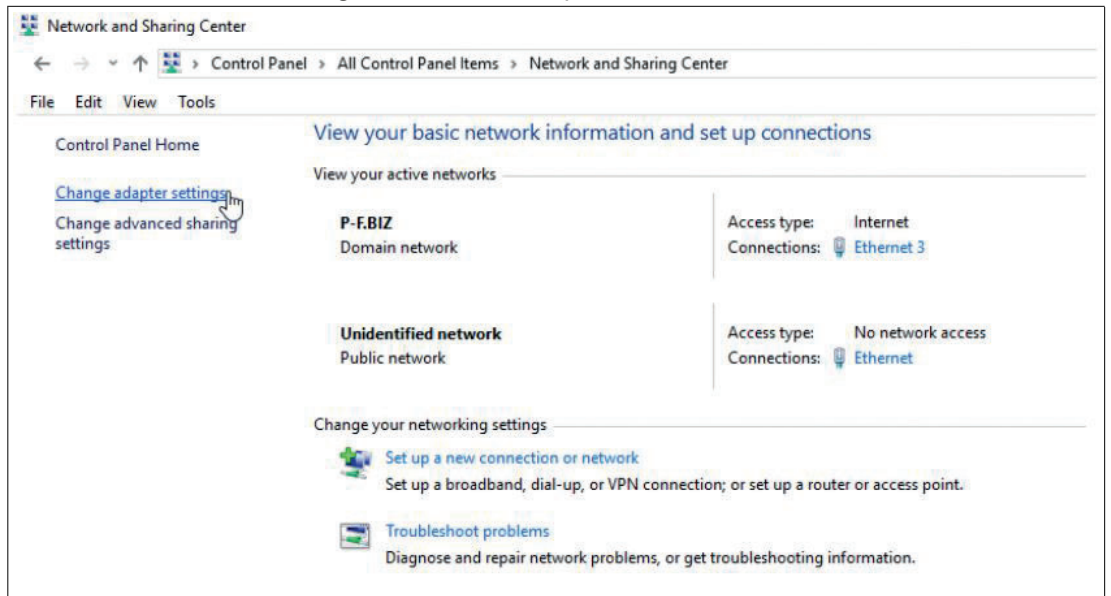 Network and Sharing Center
Control Panel > All Control Panel Items > Network and Sharing Center
File Edit View Tools
Control Panel Home
Change adapter settings
Change advanced sharing
settings
View your basic network information and set up connections
View your active networks
P-F.BIZ
Domain network
Access type: Internet
Connections: Ethernet 3
Unidentified network
Public network
Access type: No network access
Connections: Ethernet
Change your networking settings
Set up a new connection or network
Set up a broadband, dial-up, or VPN connection; or set up a router or access point.
Troubleshoot problems
Diagnose and repair network problems, or get troubleshooting information.